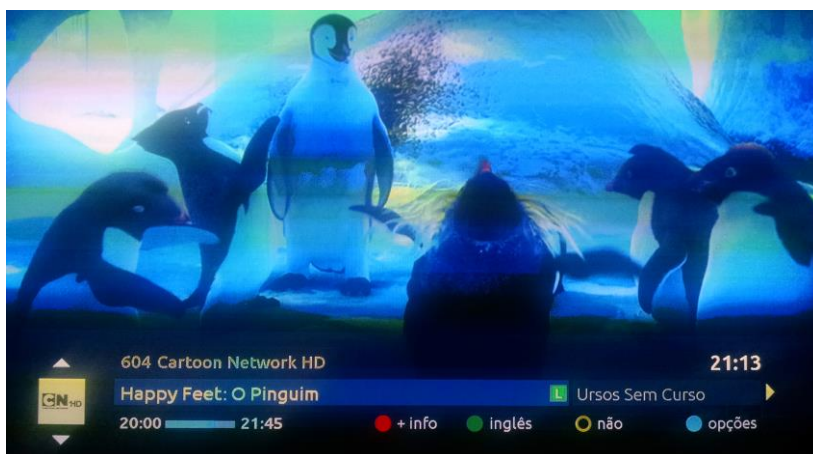 604 Cartoon Network HD 21:13
CN HD
Happy Feet: O Pinguim L Ursos Sem Curso
20:00 21:45 + info inglês não opções